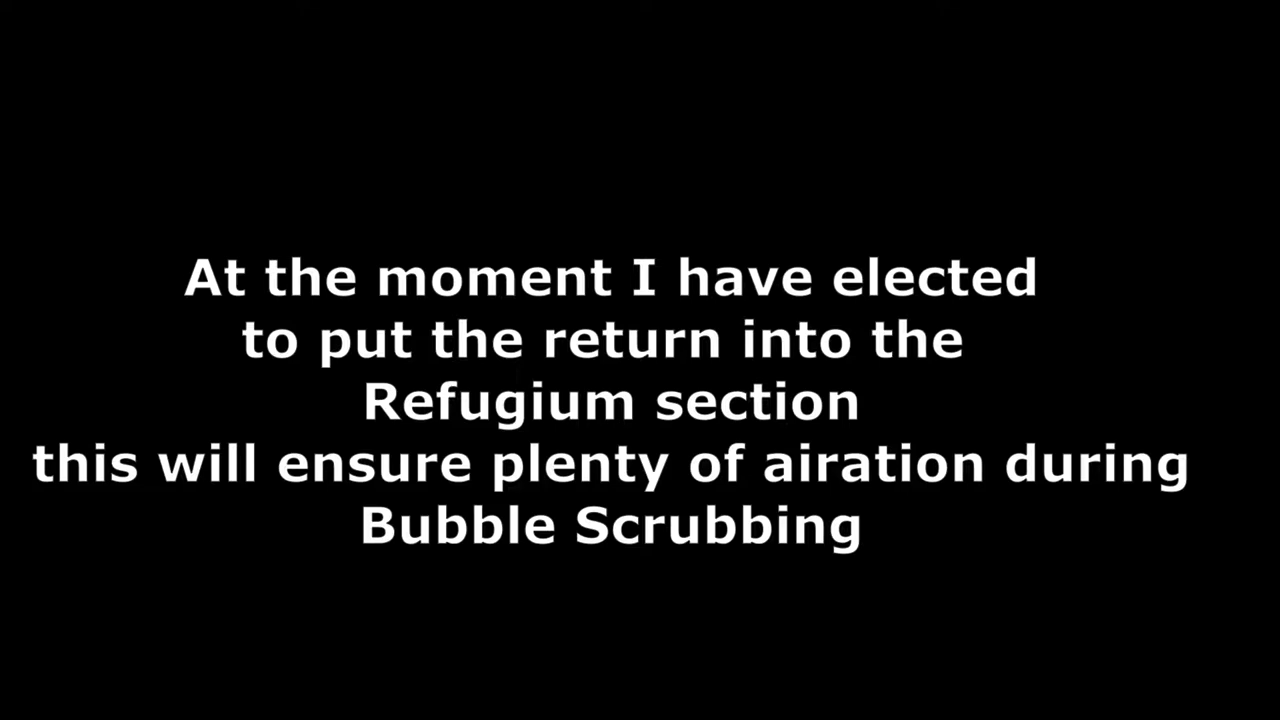 At the moment I have elected
to put the return into the
Refugium section
this will ensure plenty of airation during
Bubble Scrubbing